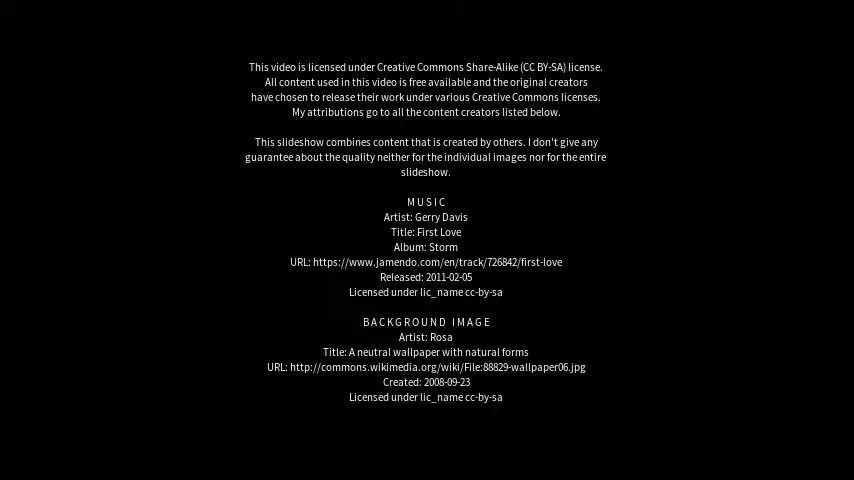 This video is licensed under Creative Commons Share-Alike (CC BY-SA) license.
All content used in this video is free available and the original creators
have chosen to release their work under various Creative Commons licenses.
My attributions go to all the content creators listed below.
This slideshow combines content that is created by others. I don't give any
guarantee about the quality neither for the individual images nor for the entire
slideshow.
MUSIC
Artist: Gerry Davis
Title: First Love
Album: Storm
URL: https://www.jamendo.com/en/track/726842/first-love
Released: 2011-02-05
Licensed under lic_name cc-by-sa
BACKGROUND IMAGE
Artist: Rosa
Title: A neutral wallpaper with natural forms
URL: http://commons.wikimedia.org/wiki/File:88829-wallpaper06.jpg
Created: 2008-09-23
Licensed under lic_name cc-by-sa